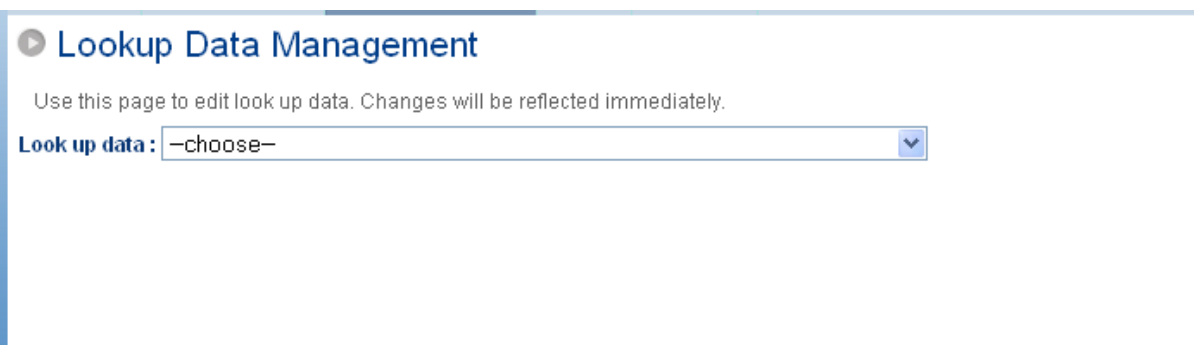 Lookup Data Management
Use this page to edit look up data. Changes will be reflected immediately.
Look up data : --choose--